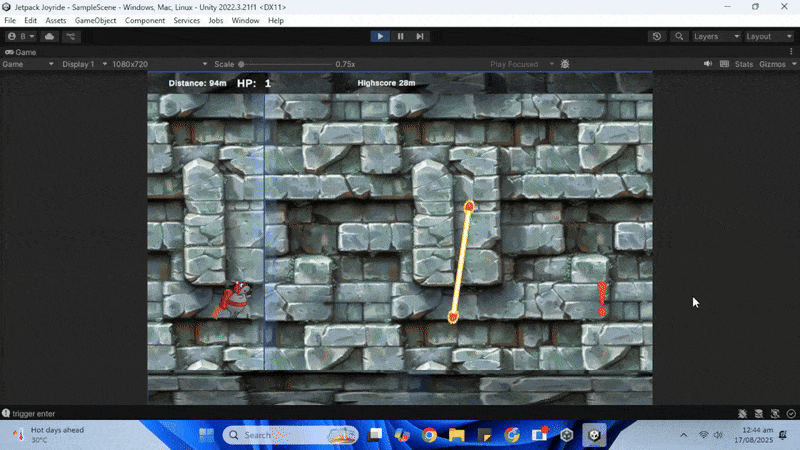 Jetpack Joyride - SampleScene - Windows, Mac, Linux - Unity 2022.3.21f1 <DX11>
File Edit Assets GameObject Component Services Jobs Window Help
B Layers Layout
Game
Game Display 1 1080x720 Scale 0.75x Play Focused Stats Gizmos
Distance: 94m HP: 1 Highscore 28m
trigger enter
Hot days ahead
30°C
Search
12:44 am
17/08/2025